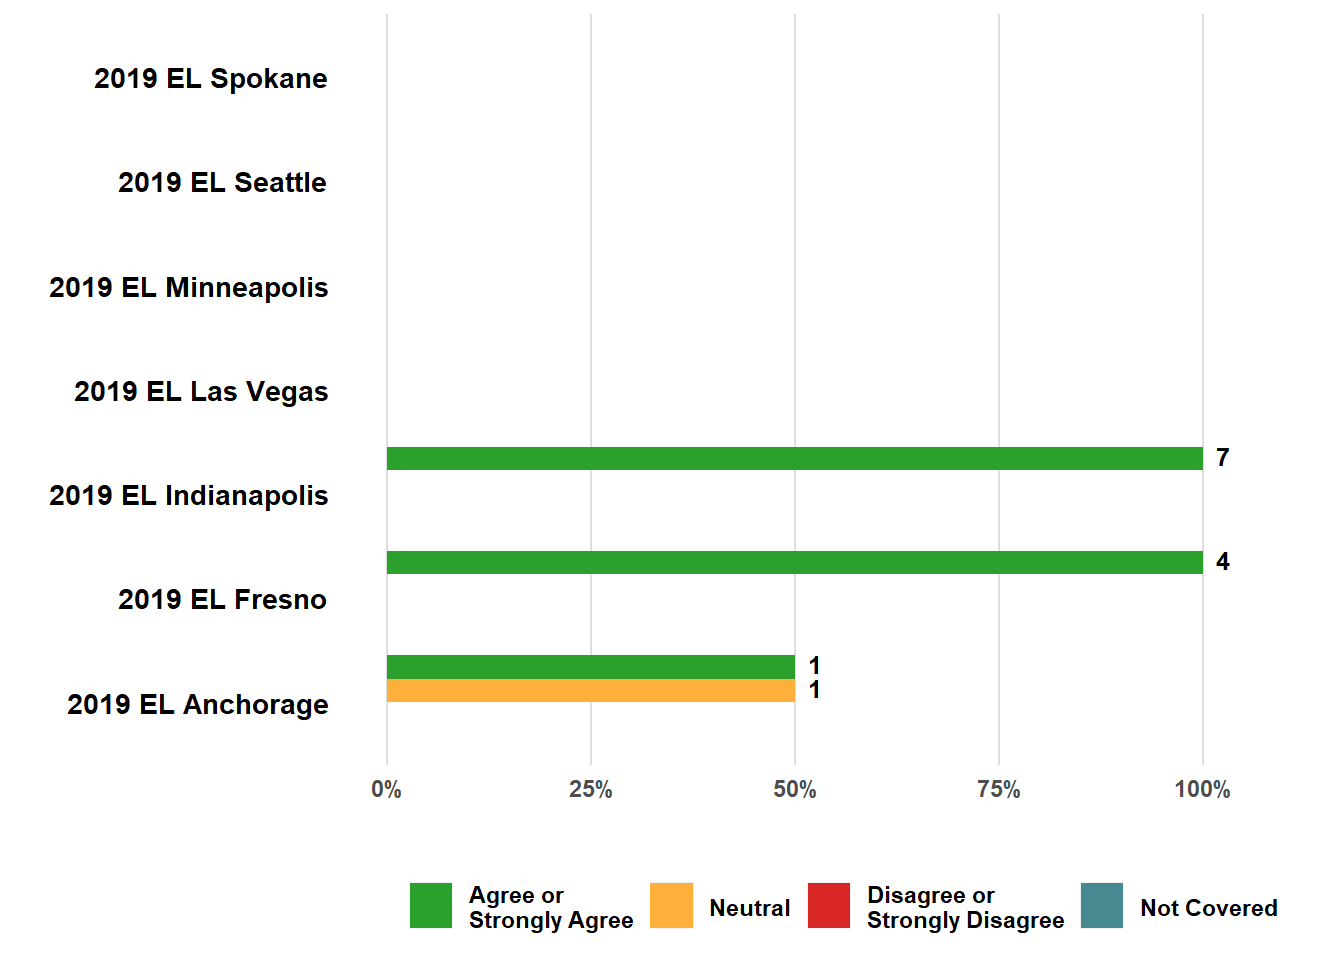 2019 EL Spokane
2019 EL Seattle
2019 EL Minneapolis
2019 EL Las Vegas
7
2019 EL Indianapolis
4
2019 EL Fresno
1
1
2019 EL Anchorage
0% 25% 50% 75% 100%
Agree or
Strongly Agree
Neutral
Disagree or
Strongly Disagree
Not Covered